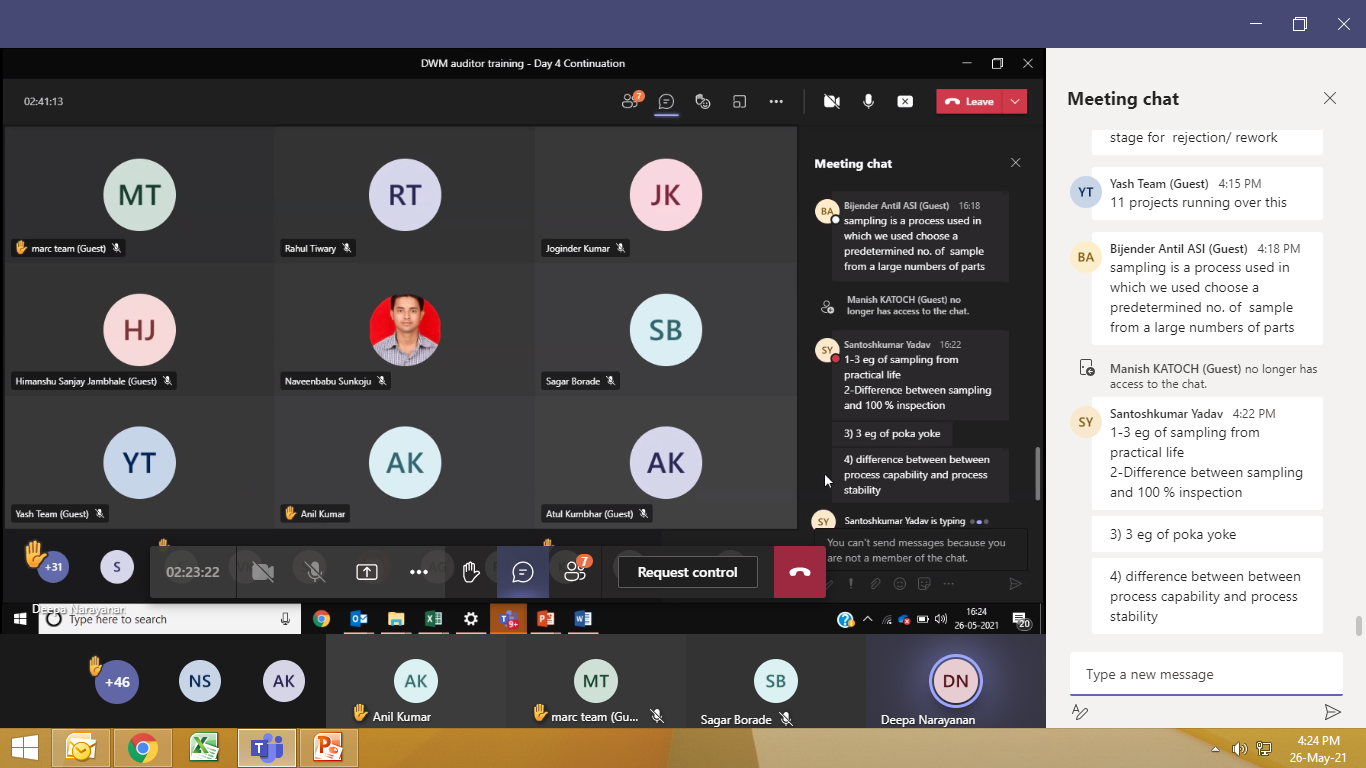 DWM auditor training - Day 4 Continuation
02:41:13
7
Leave
MT
marc team (Guest)
RT
Rahul Tiwary
JK
Joginder Kumar
HJ
Himanshu Sanjay Jambhale (Guest)
Naveenbabu Sunkoju
SB
Sagar Borade
YT
Yash Team (Guest)
AK
Anil Kumar
AK
Atul Kumbhar (Guest)
+31
S
Meeting chat
BA
Bijender Antil ASI (Guest) 16:18
sampling is a process used in
which we used choose a
predetermined no. of sample
from a large numbers of parts
Manish KATOCH (Guest) no
longer has access to the chat.
SY
Santoshkumar Yadav 16:22
1-3 eg of sampling from
practical life
2-Difference between sampling
and 100 % inspection
3) 3 eg of poka yoke
4) difference between between
process capability and process
stability
SY
Santoshkumar Yadav is typing
You can't send messages because you
are not a member of the chat.
02:23:22
7
Request control
Deepa Narayanan
Type here to search
9+
16:24
26-05-2021
20
+46
NS
AK
AK
Anil Kumar
MT
marc team (Gu...
SB
Sagar Borade
DN
Deepa Narayanan
Meeting chat
stage for rejection/ rework
YT
Yash Team (Guest) 4:15 PM
11 projects running over this
BA
Bijender Antil ASI (Guest) 4:18 PM
sampling is a process used in
which we used choose a
predetermined no. of sample
from a large numbers of parts
Manish KATOCH (Guest) no longer has
access to the chat.
SY
Santoshkumar Yadav 4:22 PM
1-3 eg of sampling from
practical life
2-Difference between sampling
and 100 % inspection
3) 3 eg of poka yoke
4) difference between between
process capability and process
stability
Type a new message
4:24 PM
26-May-21